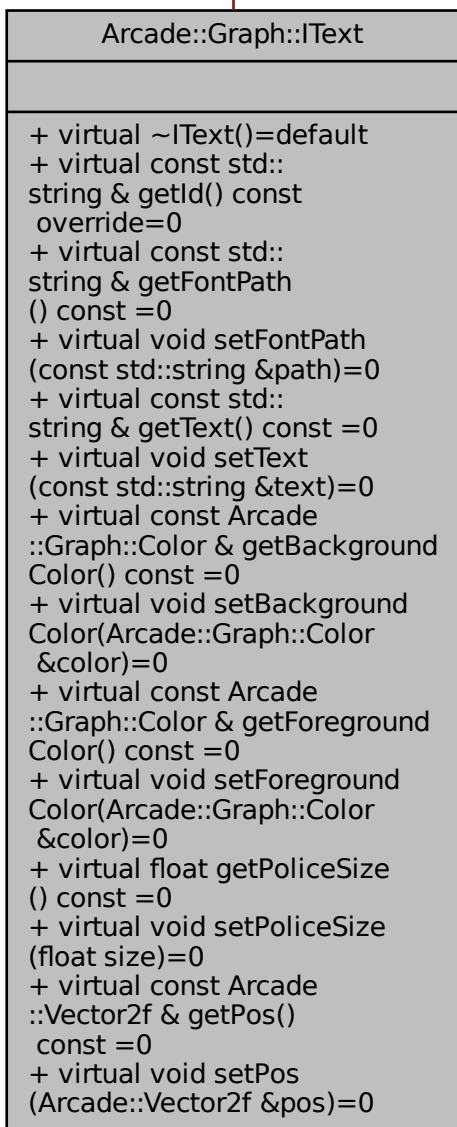 Arcade::Graph::IText
+ virtual ~IText()=default
+ virtual const std::
string & getId() const
 override=0
+ virtual const std::
string & getFontPath
() const =0
+ virtual void setFontPath
(const std::string &path)=0
+ virtual const std::
string & getText() const =0
+ virtual void setText
(const std::string &text)=0
+ virtual const Arcade
::Graph::Color & getBackground
Color() const =0
+ virtual void setBackground
Color(Arcade::Graph::Color
 &color)=0
+ virtual const Arcade
::Graph::Color & getForeground
Color() const =0
+ virtual void setForeground
Color(Arcade::Graph::Color
 &color)=0
+ virtual float getPoliceSize
() const =0
+ virtual void setPoliceSize
(float size)=0
+ virtual const Arcade
::Vector2f & getPos()
 const =0
+ virtual void setPos
(Arcade::Vector2f &pos)=0